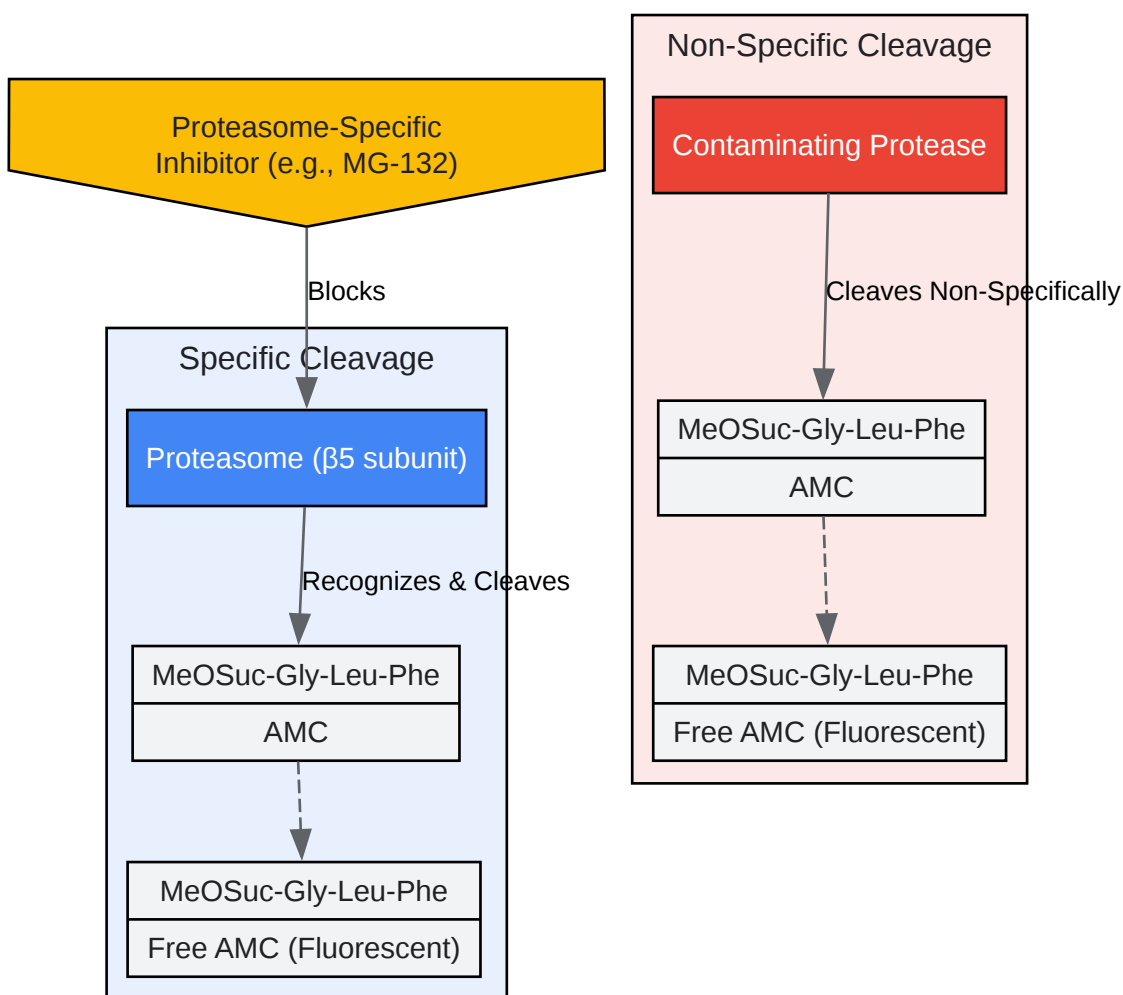 Proteasome-Specific
Inhibitor (e.g., MG-132)
Blocks
Specific Cleavage
Proteasome (β5 subunit)
Recognizes & Cleaves
MeOSuc-Gly-Leu-Phe
AMC
MeOSuc-Gly-Leu-Phe
Free AMC (Fluorescent)
Non-Specific Cleavage
Contaminating Protease
Cleaves Non-Specifically
MeOSuc-Gly-Leu-Phe
AMC
MeOSuc-Gly-Leu-Phe
Free AMC (Fluorescent)